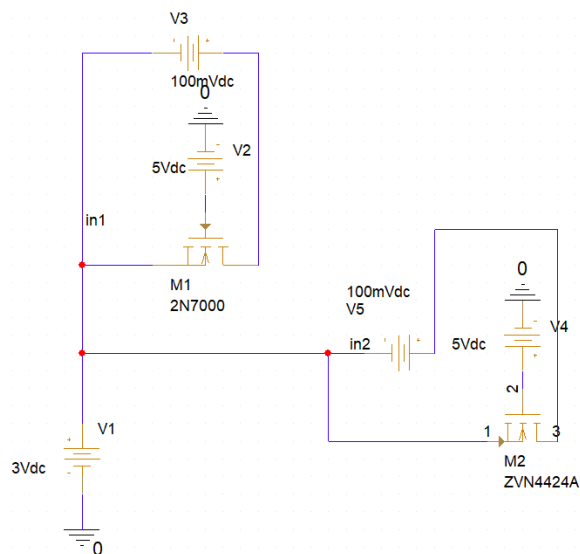 V3
100mVdc
0
V2
5Vdc
in1
M1
2N7000
100mVdc
V5
0
5Vdc
V4
in2
2
1
3
M2
ZVN4424A
V1
3Vdc
0